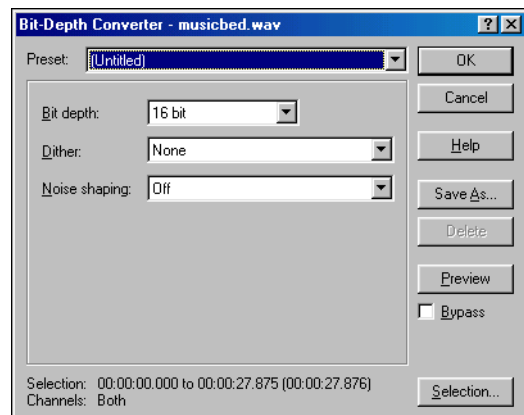 Bit-Depth Converter - musicbed.wav
Preset: (Untitled)
OK
Cancel
Bit depth: 16 bit
Dither: None
Help
Noise shaping: Off
Save As...
Delete
Preview
Bypass
Selection: 00:00:00.000 to 00:00:27.875 (00:00:27.876)
Channels: Both
Selection...